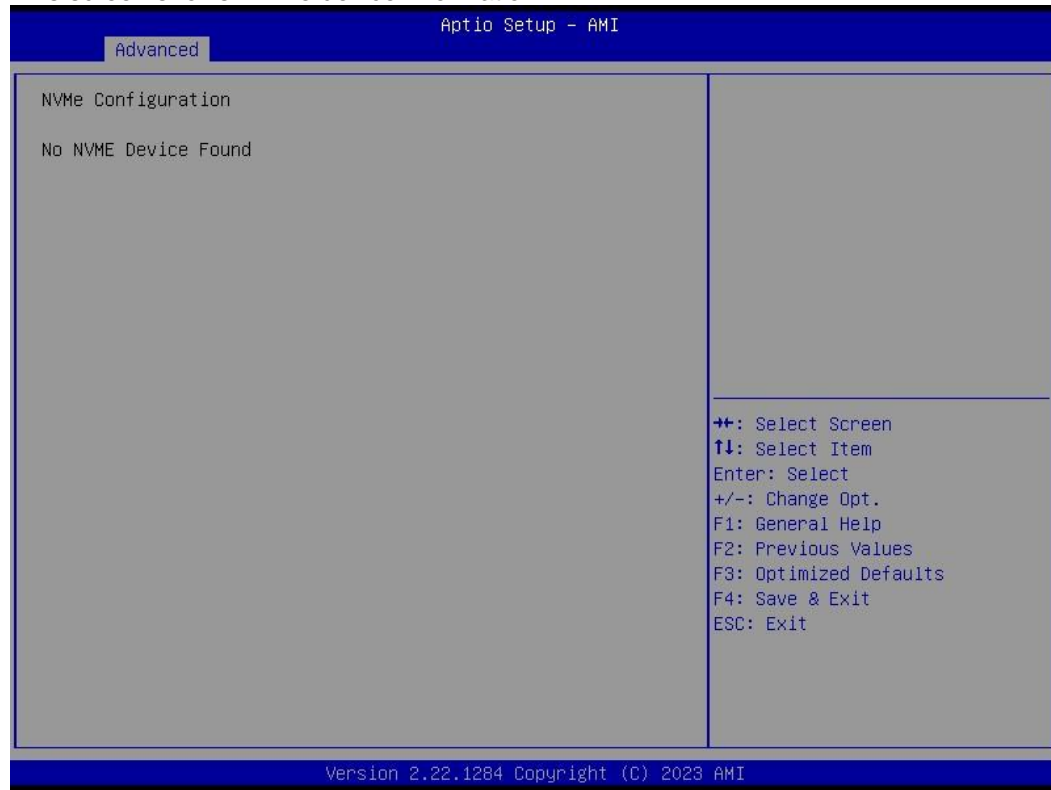 Aptio Setup – AMI
Advanced
NVMe Configuration
No NVME Device Found
→←: Select Screen
↑↓: Select Item
Enter: Select
+/-: Change Opt.
F1: General Help
F2: Previous Values
F3: Optimized Defaults
F4: Save & Exit
ESC: Exit
Version 2.22.1284 Copyright (C) 2023 AMI